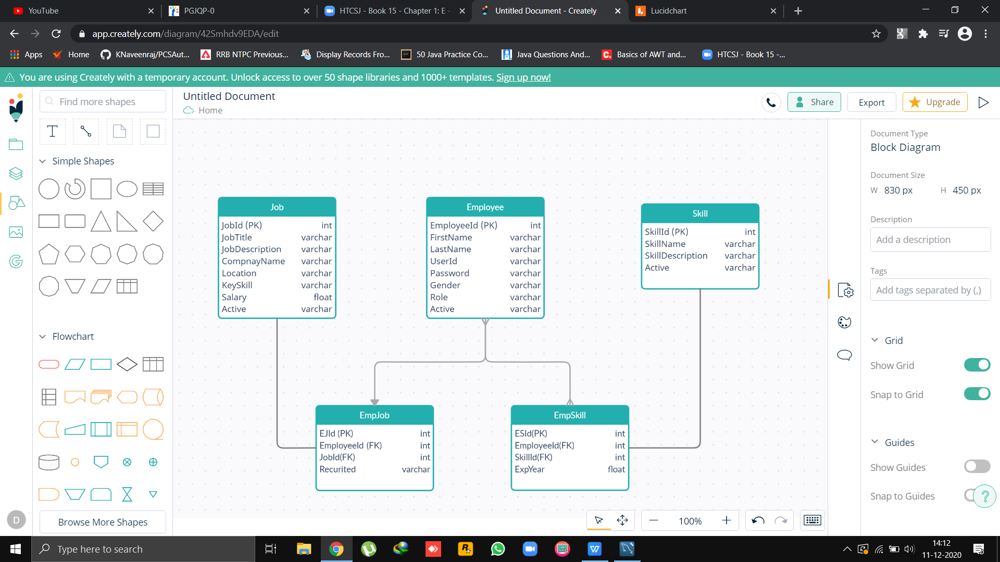 YouTube
PGJQP-0
HTCSJ - Book 15 - Chapter 1: E -
Untitled Document - Creately
Lucidchart
app.creately.com/diagram/42Smhdv9EDA/edit
Apps
Home
KNaveenraj/PCSAut...
RRB NTPC Previous...
Display Records Fro...
50 Java Practice Co...
Java Questions And...
C.
Basics of AWT and...
HTCSJ - Book 15 -...
You are using Creately with a temporary account. Unlock access to over 50 shape libraries and 1000+ templates. Sign up now!
Find more shapes
T
Simple Shapes
Flowchart
Browse More Shapes
D
Untitled Document
Home
Share
Export
Upgrade
Job
JobId (PK) int
JobTitle varchar
JobDescription varchar
CompnayName varchar
Location varchar
KeySkill varchar
Salary float
Active varchar
Employee
EmployeeId (PK) int
FirstName varchar
LastName varchar
UserId varchar
Password varchar
Gender varchar
Role varchar
Active varchar
Skill
SkillId (PK) int
SkillName varchar
SkillDescription varchar
Active varchar
EmpJob
EJId (PK) int
EmployeeId (FK) int
JobId(FK) int
Recurited varchar
EmpSkill
ESId(PK) int
EmployeeId(FK) int
SkillId(FK) int
ExpYear float
100%
Document Type
Block Diagram
Document Size
W 830 px H 450 px
Description
Add a description
Tags
Add tags separated by (,)
Grid
Show Grid
Snap to Grid
Guides
Show Guides
Snap to Guides
?
Type here to search
14:12
11-12-2020